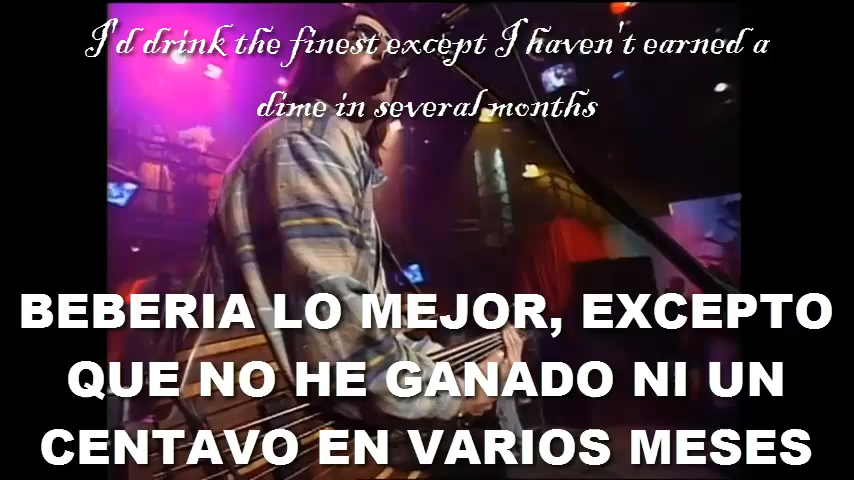 I'd drink the finest except I haven't earned a
dime in several months
BEBERIA LO MEJOR, EXCEPTO
QUE NO HE GANADO NI UN
CENTAVO EN VARIOS MESES